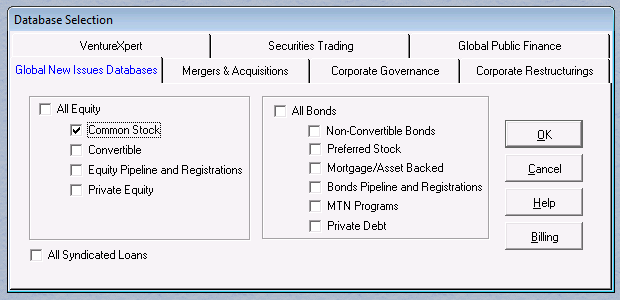 Database Selection
VentureXpert
Securities Trading
Global Public Finance
Global New Issues Databases
Mergers & Acquisitions
Corporate Governance
Corporate Restructurings
All Equity
Common Stock
Convertible
Equity Pipeline and Registrations
Private Equity
All Bonds
Non-Convertible Bonds
Preferred Stock
Mortgage/Asset Backed
Bonds Pipeline and Registrations
MTN Programs
Private Debt
OK
Cancel
Help
Billing
All Syndicated Loans